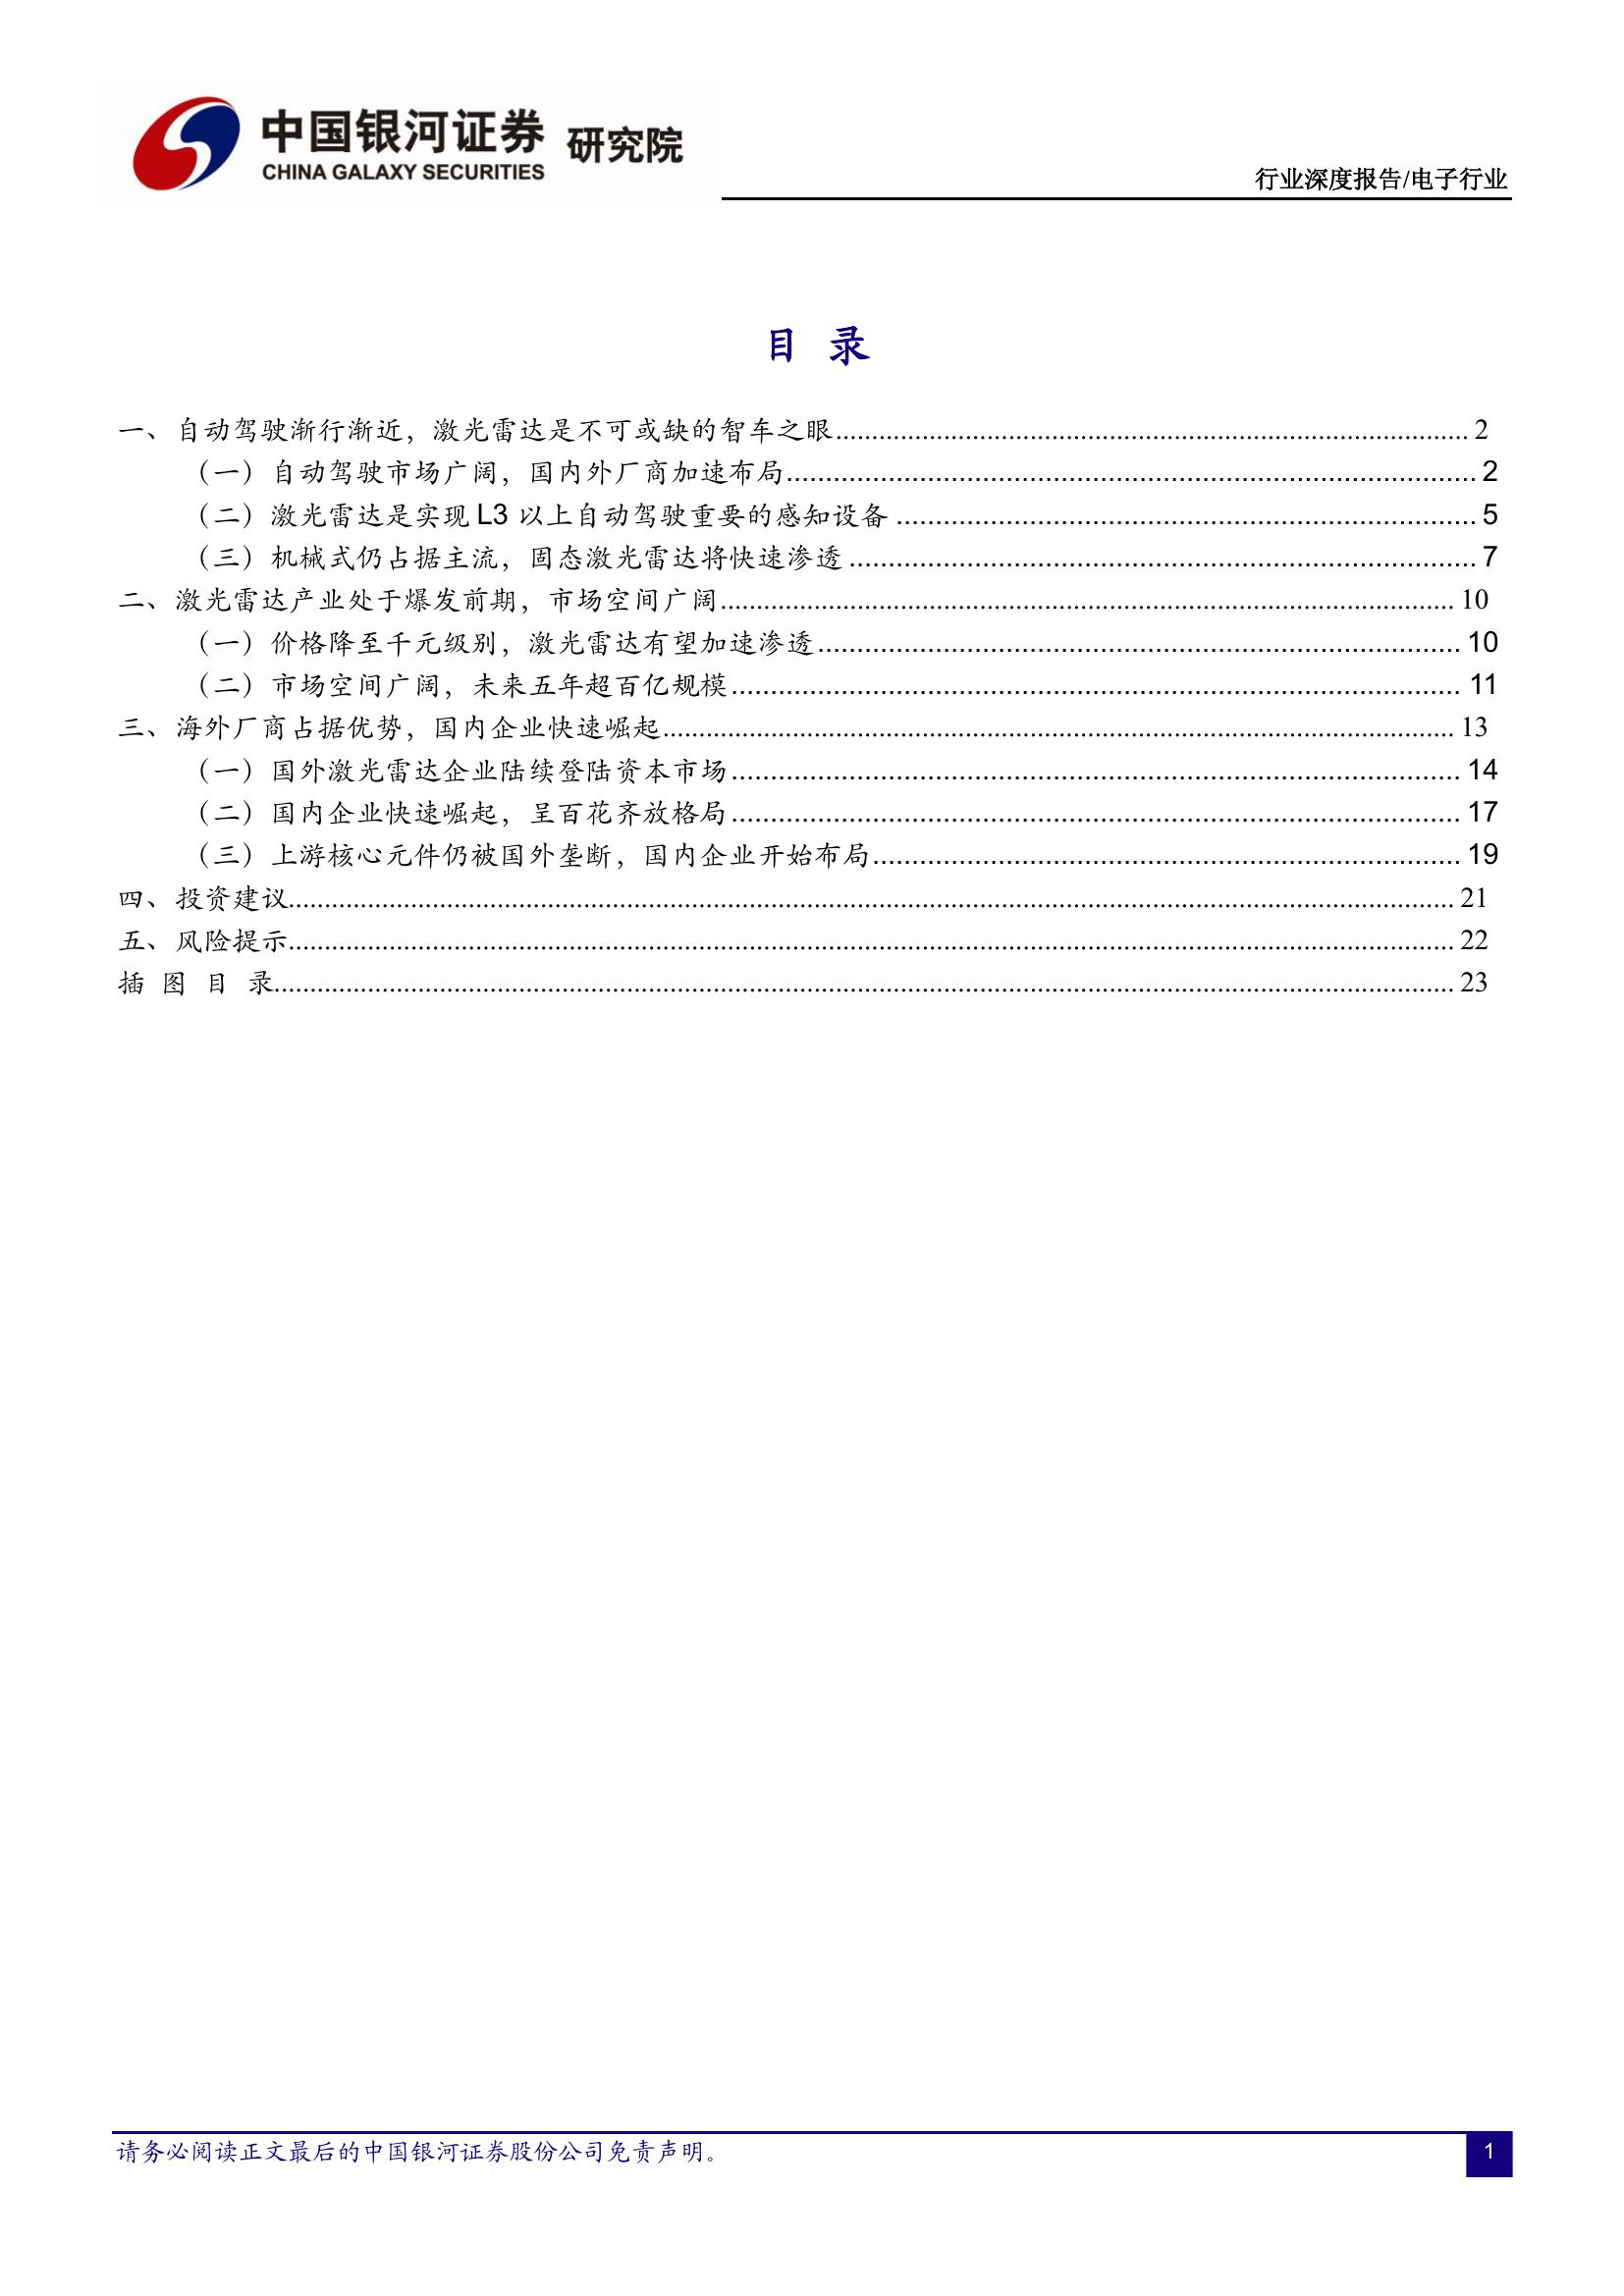 中国银河证券 研究院
CHINA GALAXY SECURITIES
行业深度报告/电子行业
目 录
一、自动驾驶渐行渐近，激光雷达是不可或缺的智车之眼 2
（一）自动驾驶市场广阔，国内外厂商加速布局 2
（二）激光雷达是实现 L3 以上自动驾驶重要的感知设备 5
（三）机械式仍占据主流，固态激光雷达将快速渗透 7
二、激光雷达产业处于爆发前期，市场空间广阔 10
（一）价格降至千元级别，激光雷达有望加速渗透 10
（二）市场空间广阔，未来五年超百亿规模 11
三、海外厂商占据优势，国内企业快速崛起 13
（一）国外激光雷达企业陆续登陆资本市场 14
（二）国内企业快速崛起，呈百花齐放格局 17
（三）上游核心元件仍被国外垄断，国内企业开始布局 19
四、投资建议 21
五、风险提示 22
插 图 目 录 23
请务必阅读正文最后的中国银河证券股份公司免责声明。
1